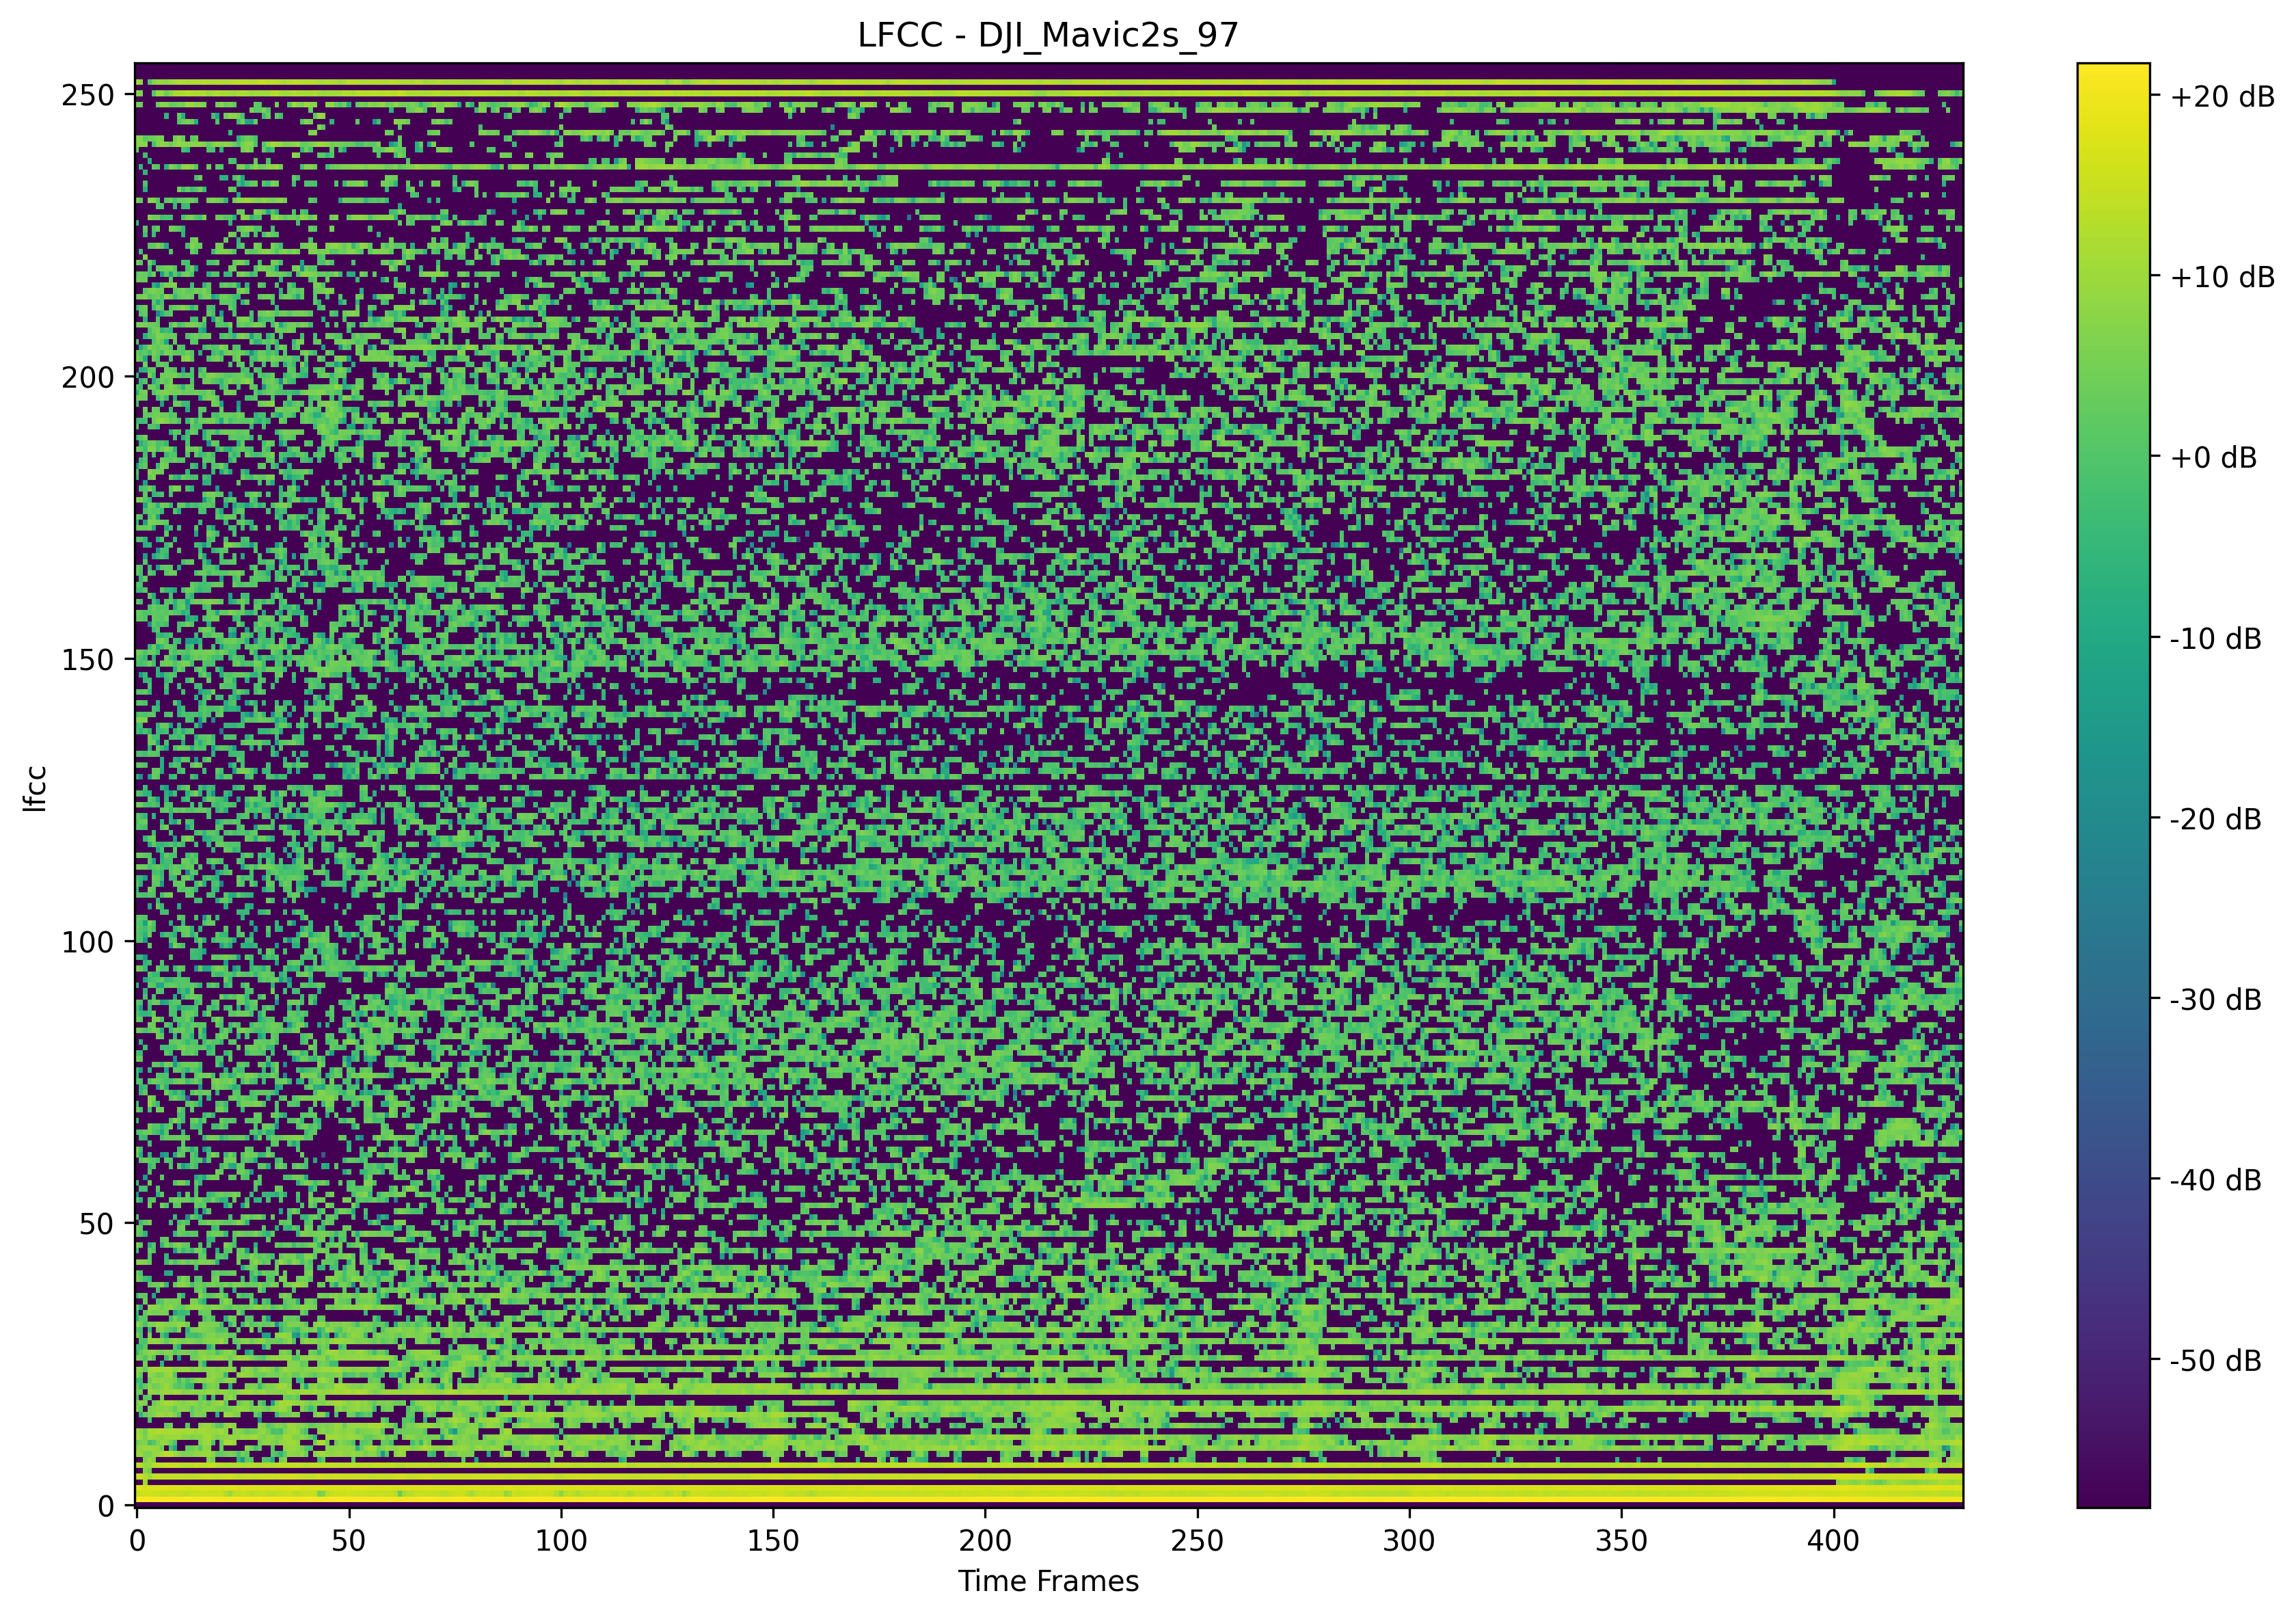 LFCC - DJI_Mavic2s_97
250
200
150
100
50
0
lfcc
0 50 100 150 200 250 300 350 400
Time Frames
+20 dB
+10 dB
+0 dB
-10 dB
-20 dB
-30 dB
-40 dB
-50 dB